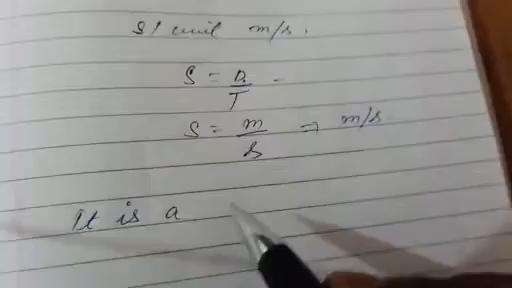 SI unit m/s.
S = D/T -
S = m/s ⇒ m/s
It is a